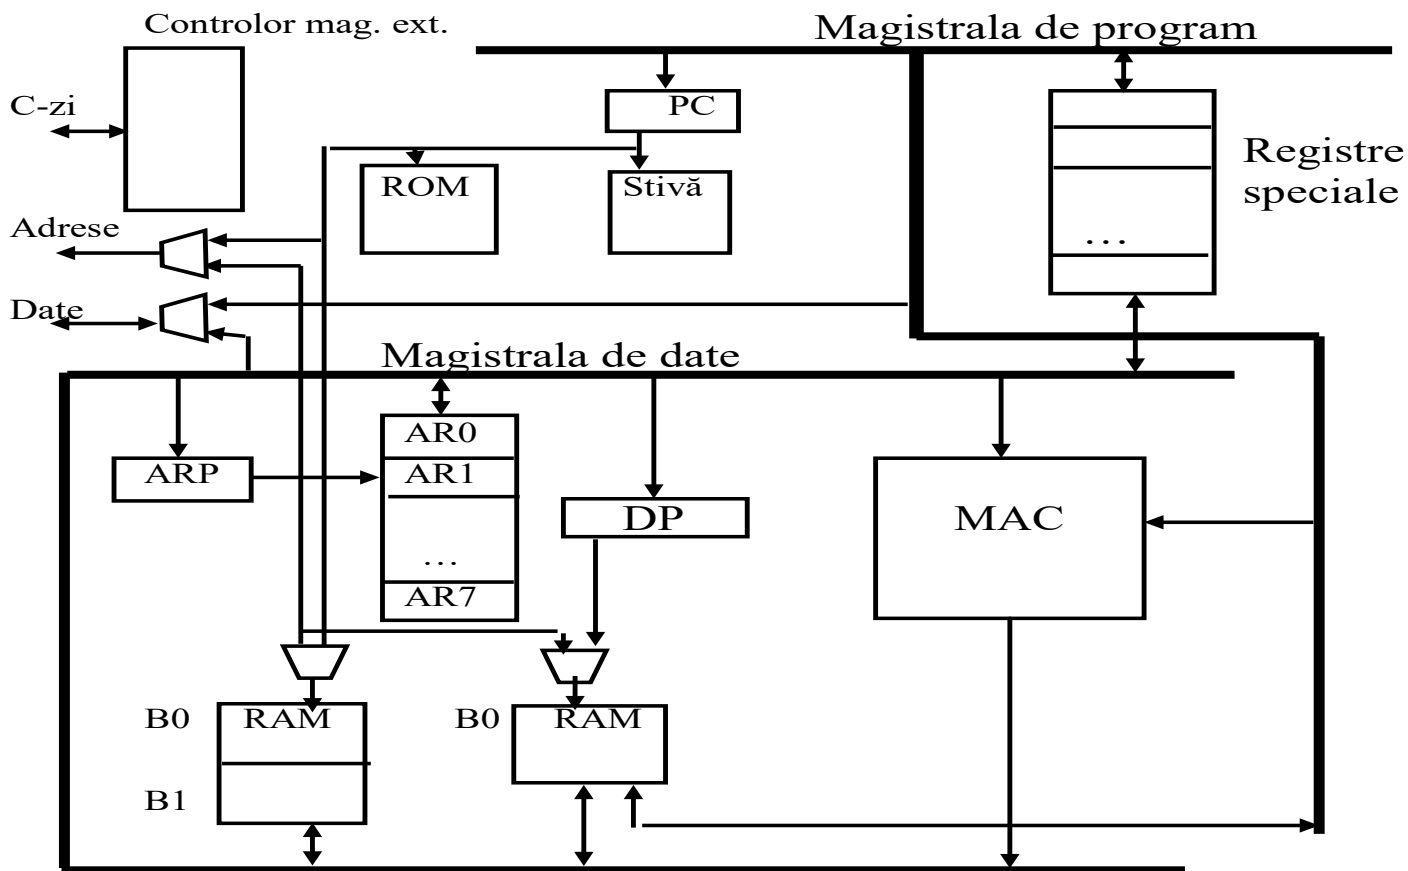 Controlor mag. ext.
Magistrala de program
C-zi
PC
Registre
speciale
ROM
Stivă
Adrese
...
Date
Magistrala de date
AR0
ARP
AR1
DP
MAC
...
AR7
B0
RAM
B0
RAM
B1